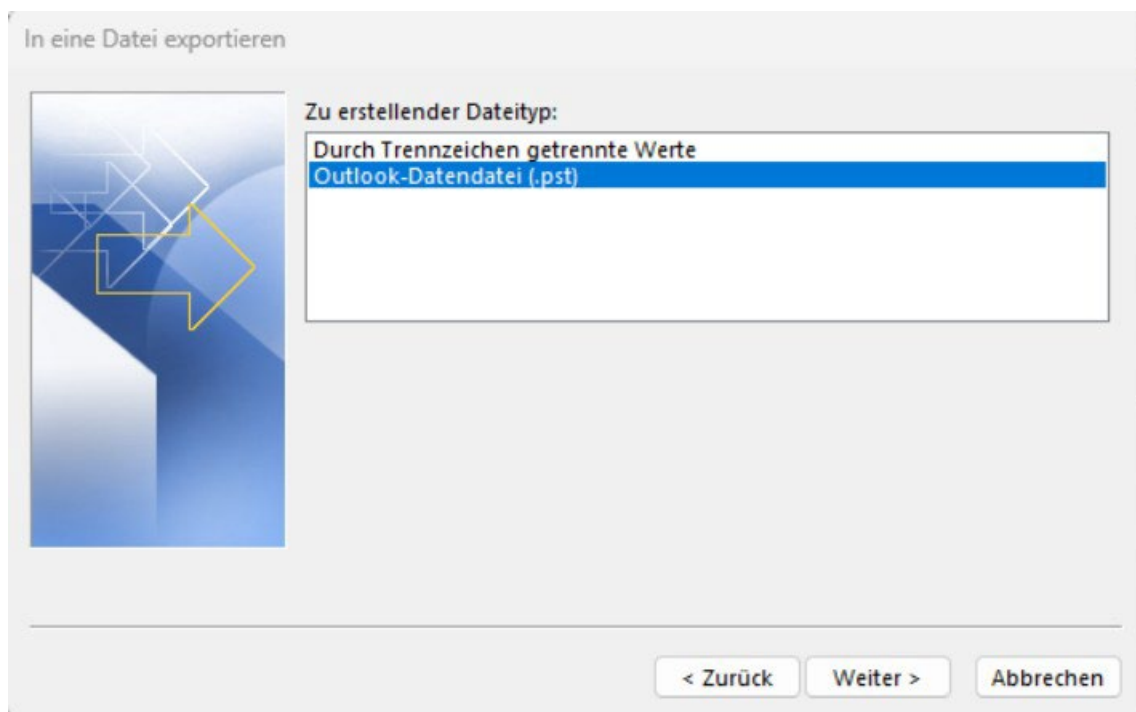 In eine Datei exportieren
Zu erstellender Dateityp:
Durch Trennzeichen getrennte Werte
Outlook-Datendatei (.pst)
< Zurück
Weiter >
Abbrechen